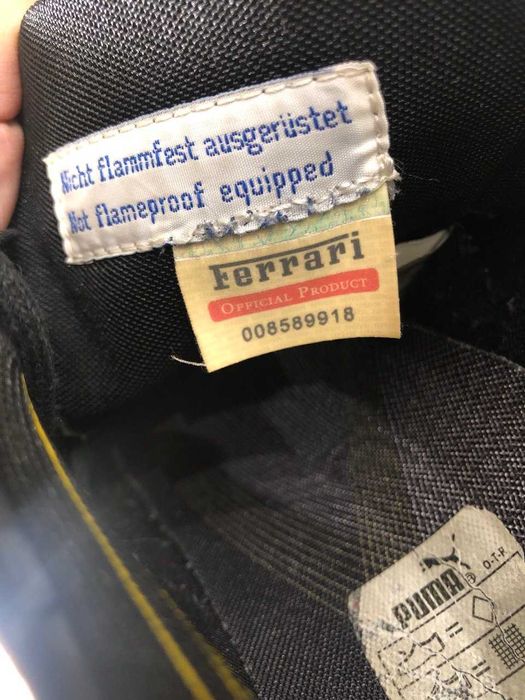 Nicht flammfest ausgerüstet
Not flameproof equipped
Ferrari
OFFICIAL PRODUCT
008589918
PUMA
O-T-P